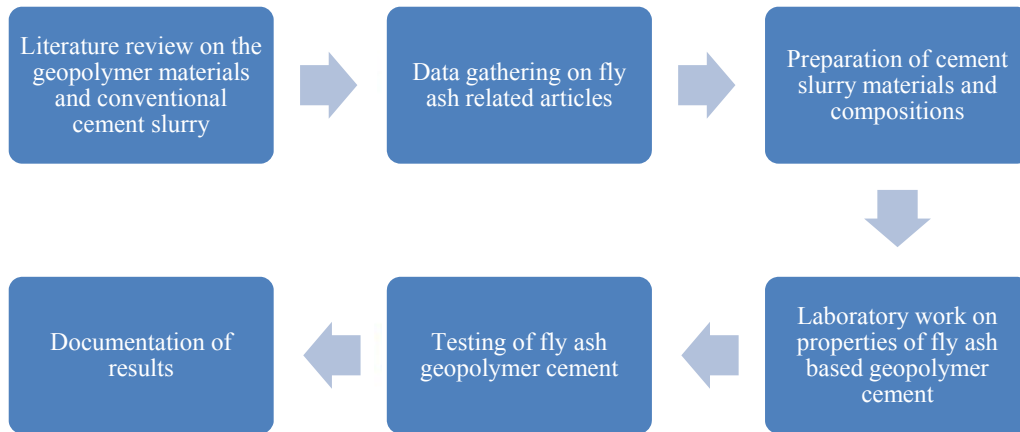 Literature review on the
geopolymer materials
and conventional
cement slurry
Data gathering on fly
ash related articles
Preparation of cement
slurry materials and
compositions
Laboratory work on
properties of fly ash
based geopolymer
cement
Testing of fly ash
geopolymer cement
Documentation of
results